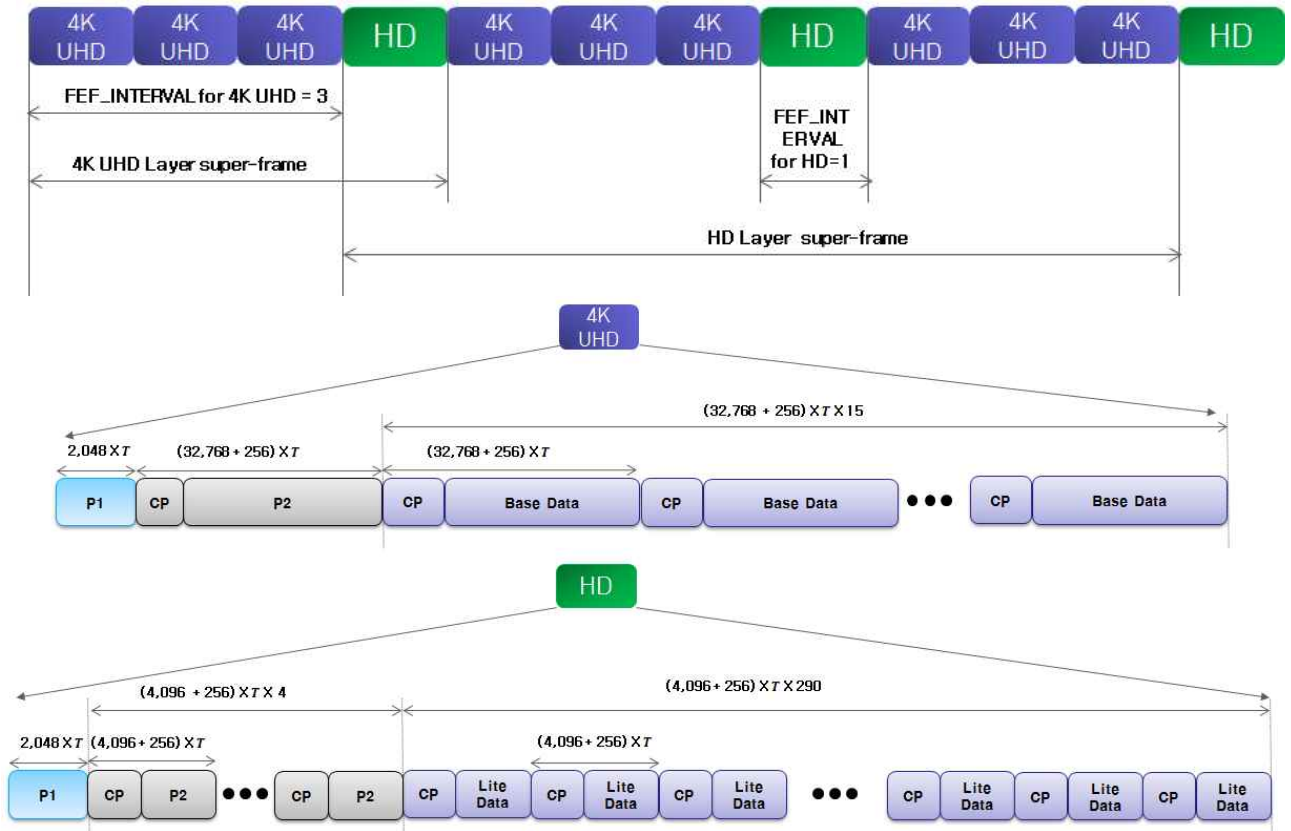 4K UHD 4K UHD 4K UHD HD 4K UHD 4K UHD 4K UHD HD 4K UHD 4K UHD 4K UHD HD
FEF_INTERVAL for 4K UHD = 3
FEF_INT
ERVAL
for HD=1
4K UHD Layer super-frame
HD Layer super-frame
4K
UHD
(32,768 + 256) X T X 15
2,048 X T (32,768 + 256) X T (32,768 + 256) X T
P1 CP P2 CP Base Data CP Base Data ●●● CP Base Data
HD
(4,096 + 256) X T X 4 (4,096 + 256) X T X 290
2,048 X T (4,096 + 256) X T (4,096 + 256) X T
P1 CP P2 ●●● CP P2 CP Lite Data CP Lite Data CP Lite Data ●●● CP Lite Data CP Lite Data CP Lite Data